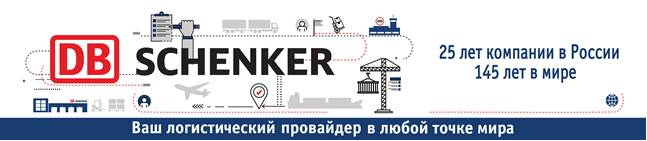 DB SCHENKER
25 лет компании в России
145 лет в мире
Ваш логистический провайдер в любой точке мира